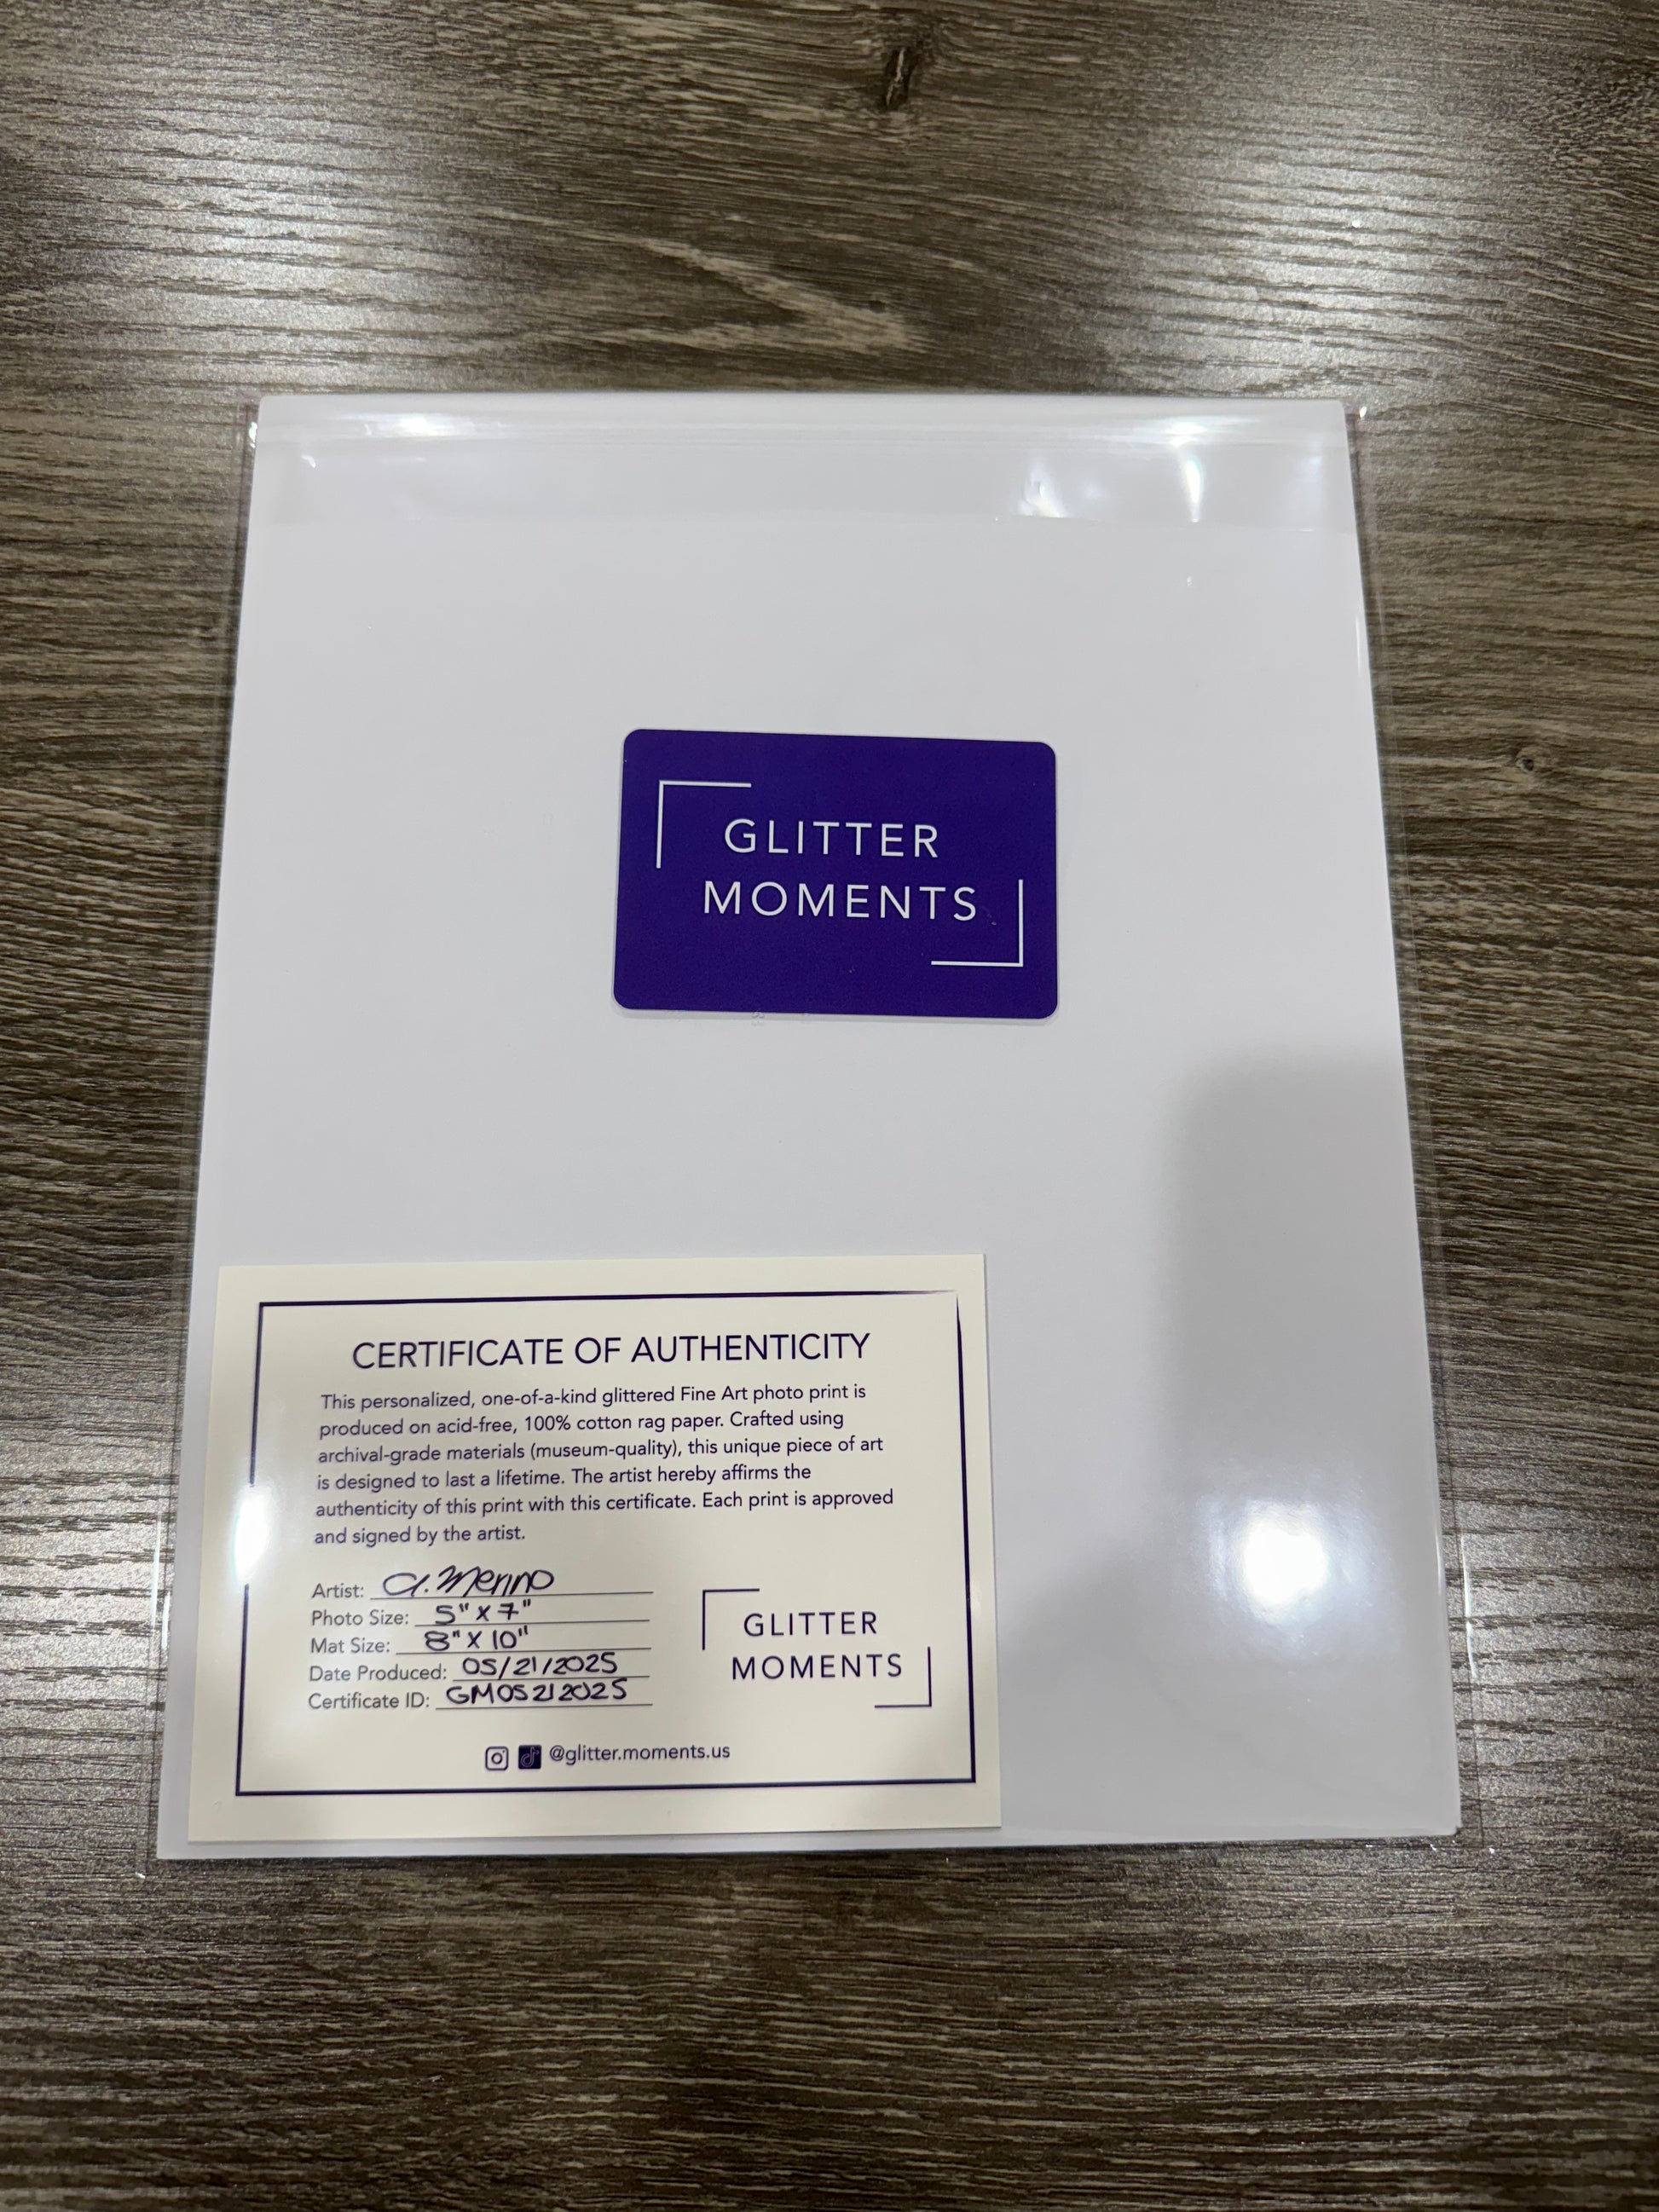 GLITTER
MOMENTS
CERTIFICATE OF AUTHENTICITY
This personalized, one-of-a-kind glittered Fine Art photo print is
produced on acid-free, 100% cotton rag paper. Crafted using
archival-grade materials (museum-quality), this unique piece of art
is designed to last a lifetime. The artist hereby affirms the
authenticity of this print with this certificate. Each print is approved
and signed by the artist.
Artist: a. Merino
Photo Size: 5" X 7"
Mat Size: 8" X 10"
Date Produced: 05/21/2025
Certificate ID: GM05212025
GLITTER
MOMENTS
@glitter.moments.us